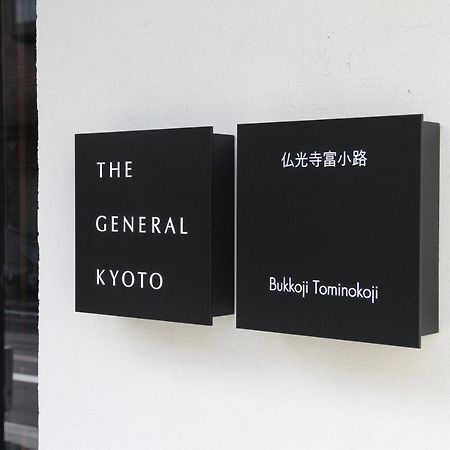 THE
GENERAL
KYOTO
仏光寺富小路
Bukkoji Tominokoji